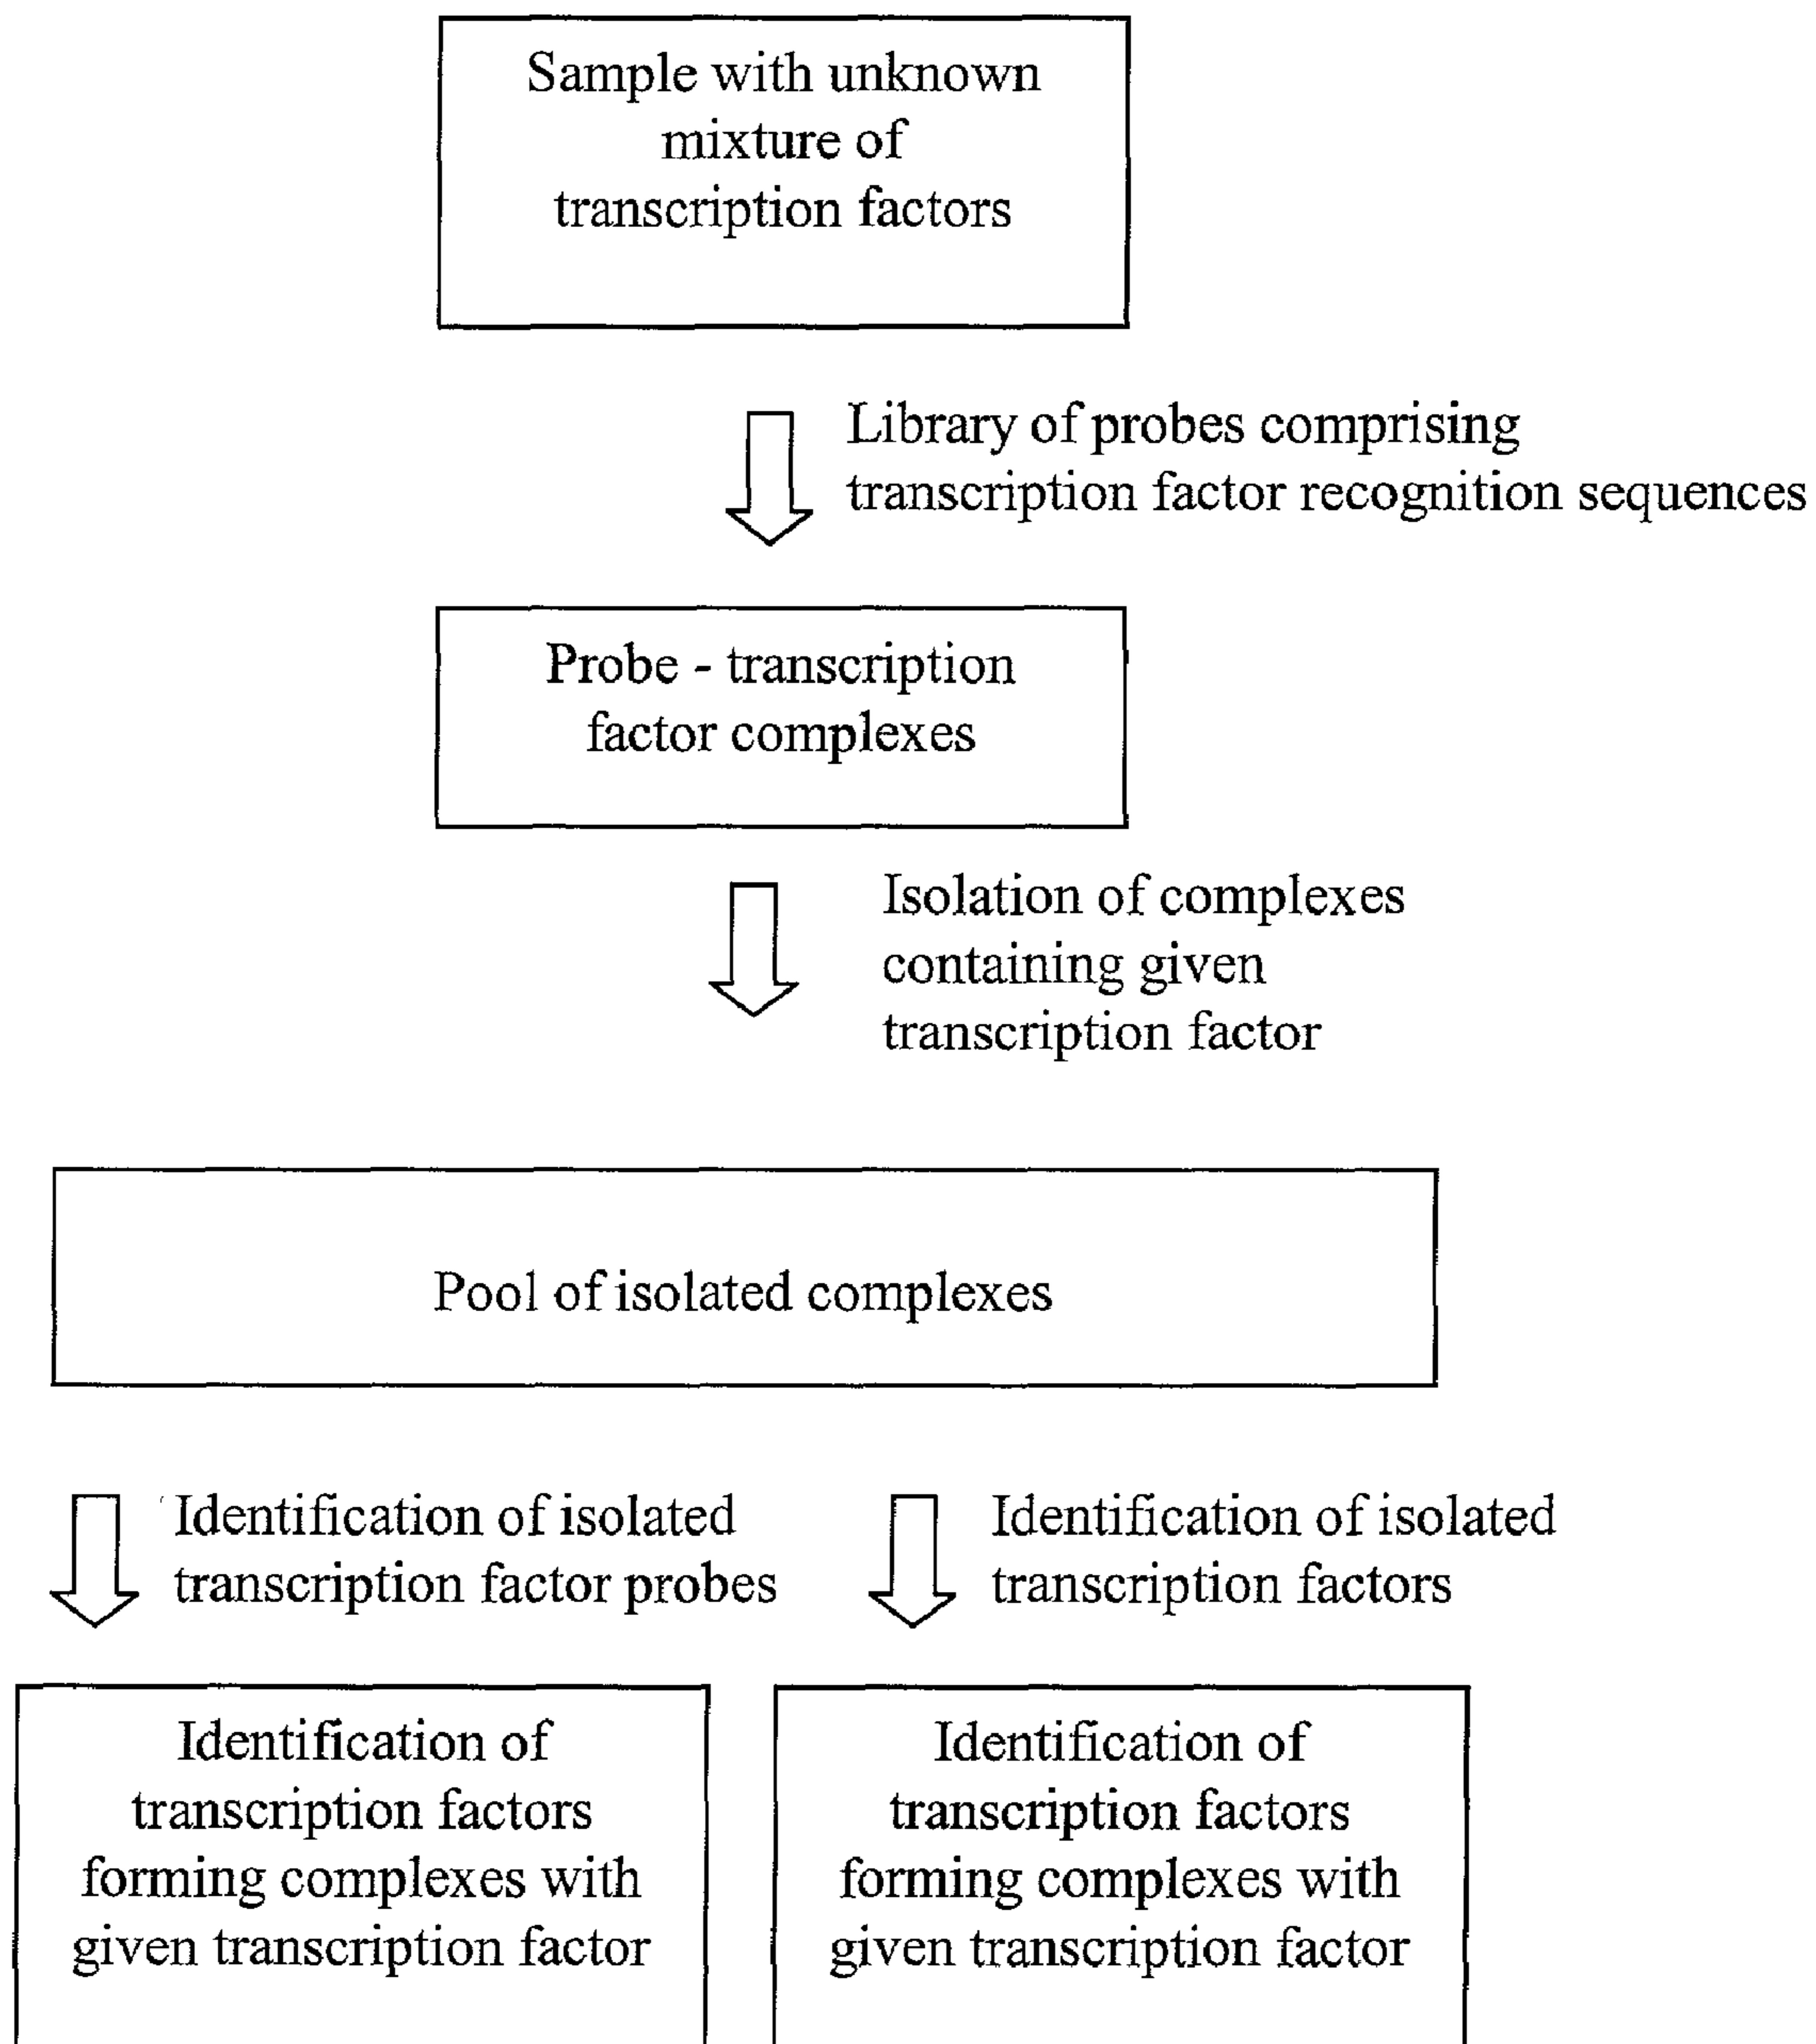 Sample with unknown
mixture of
transcription factors
Library of probes comprising
transcription factor recognition sequences
Probe - transcription
factor complexes
Isolation of complexes
containing given
transcription factor
Pool of isolated complexes
Identification of isolated
transcription factor probes
Identification of isolated
transcription factors
Identification of
transcription factors
forming complexes with
given transcription factor
Identification of
transcription factors
forming complexes with
given transcription factor